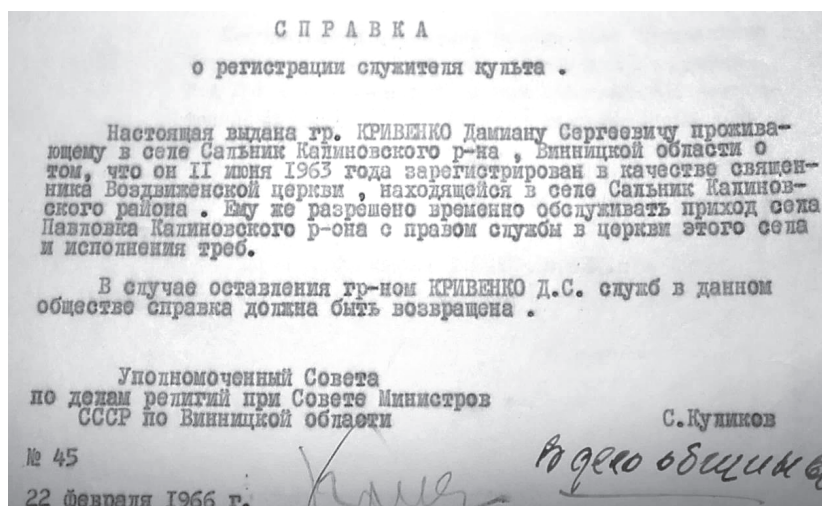 СПРАВКА
о регистрации служителя культа .
Настоящая выдана гр. КРИВЕНКО Дамиану Сергеевичу прожива-
ющему в селе Сальник Калиновского р-на , Винницкой области о
том, что он II июня 1963 года зарегистрирован в качестве священ-
ника Воздвиженской церкви , находящейся в селе Сальник Калинов-
ского района . Ему же разрешено временно обслуживать приход села
Павловка Калиновского р-она с правом службы в церкви этого села
и исполнения треб.
В случае оставления гр-ном КРИВЕНКО Д.С. служб в данном
обществе справка должна быть возвращена .
Уполномоченный Совета
по делам религий при Совете Министров
СССР по Винницкой области
С.Куликов
№ 45
В дело общины
22 февраля 1966 г.